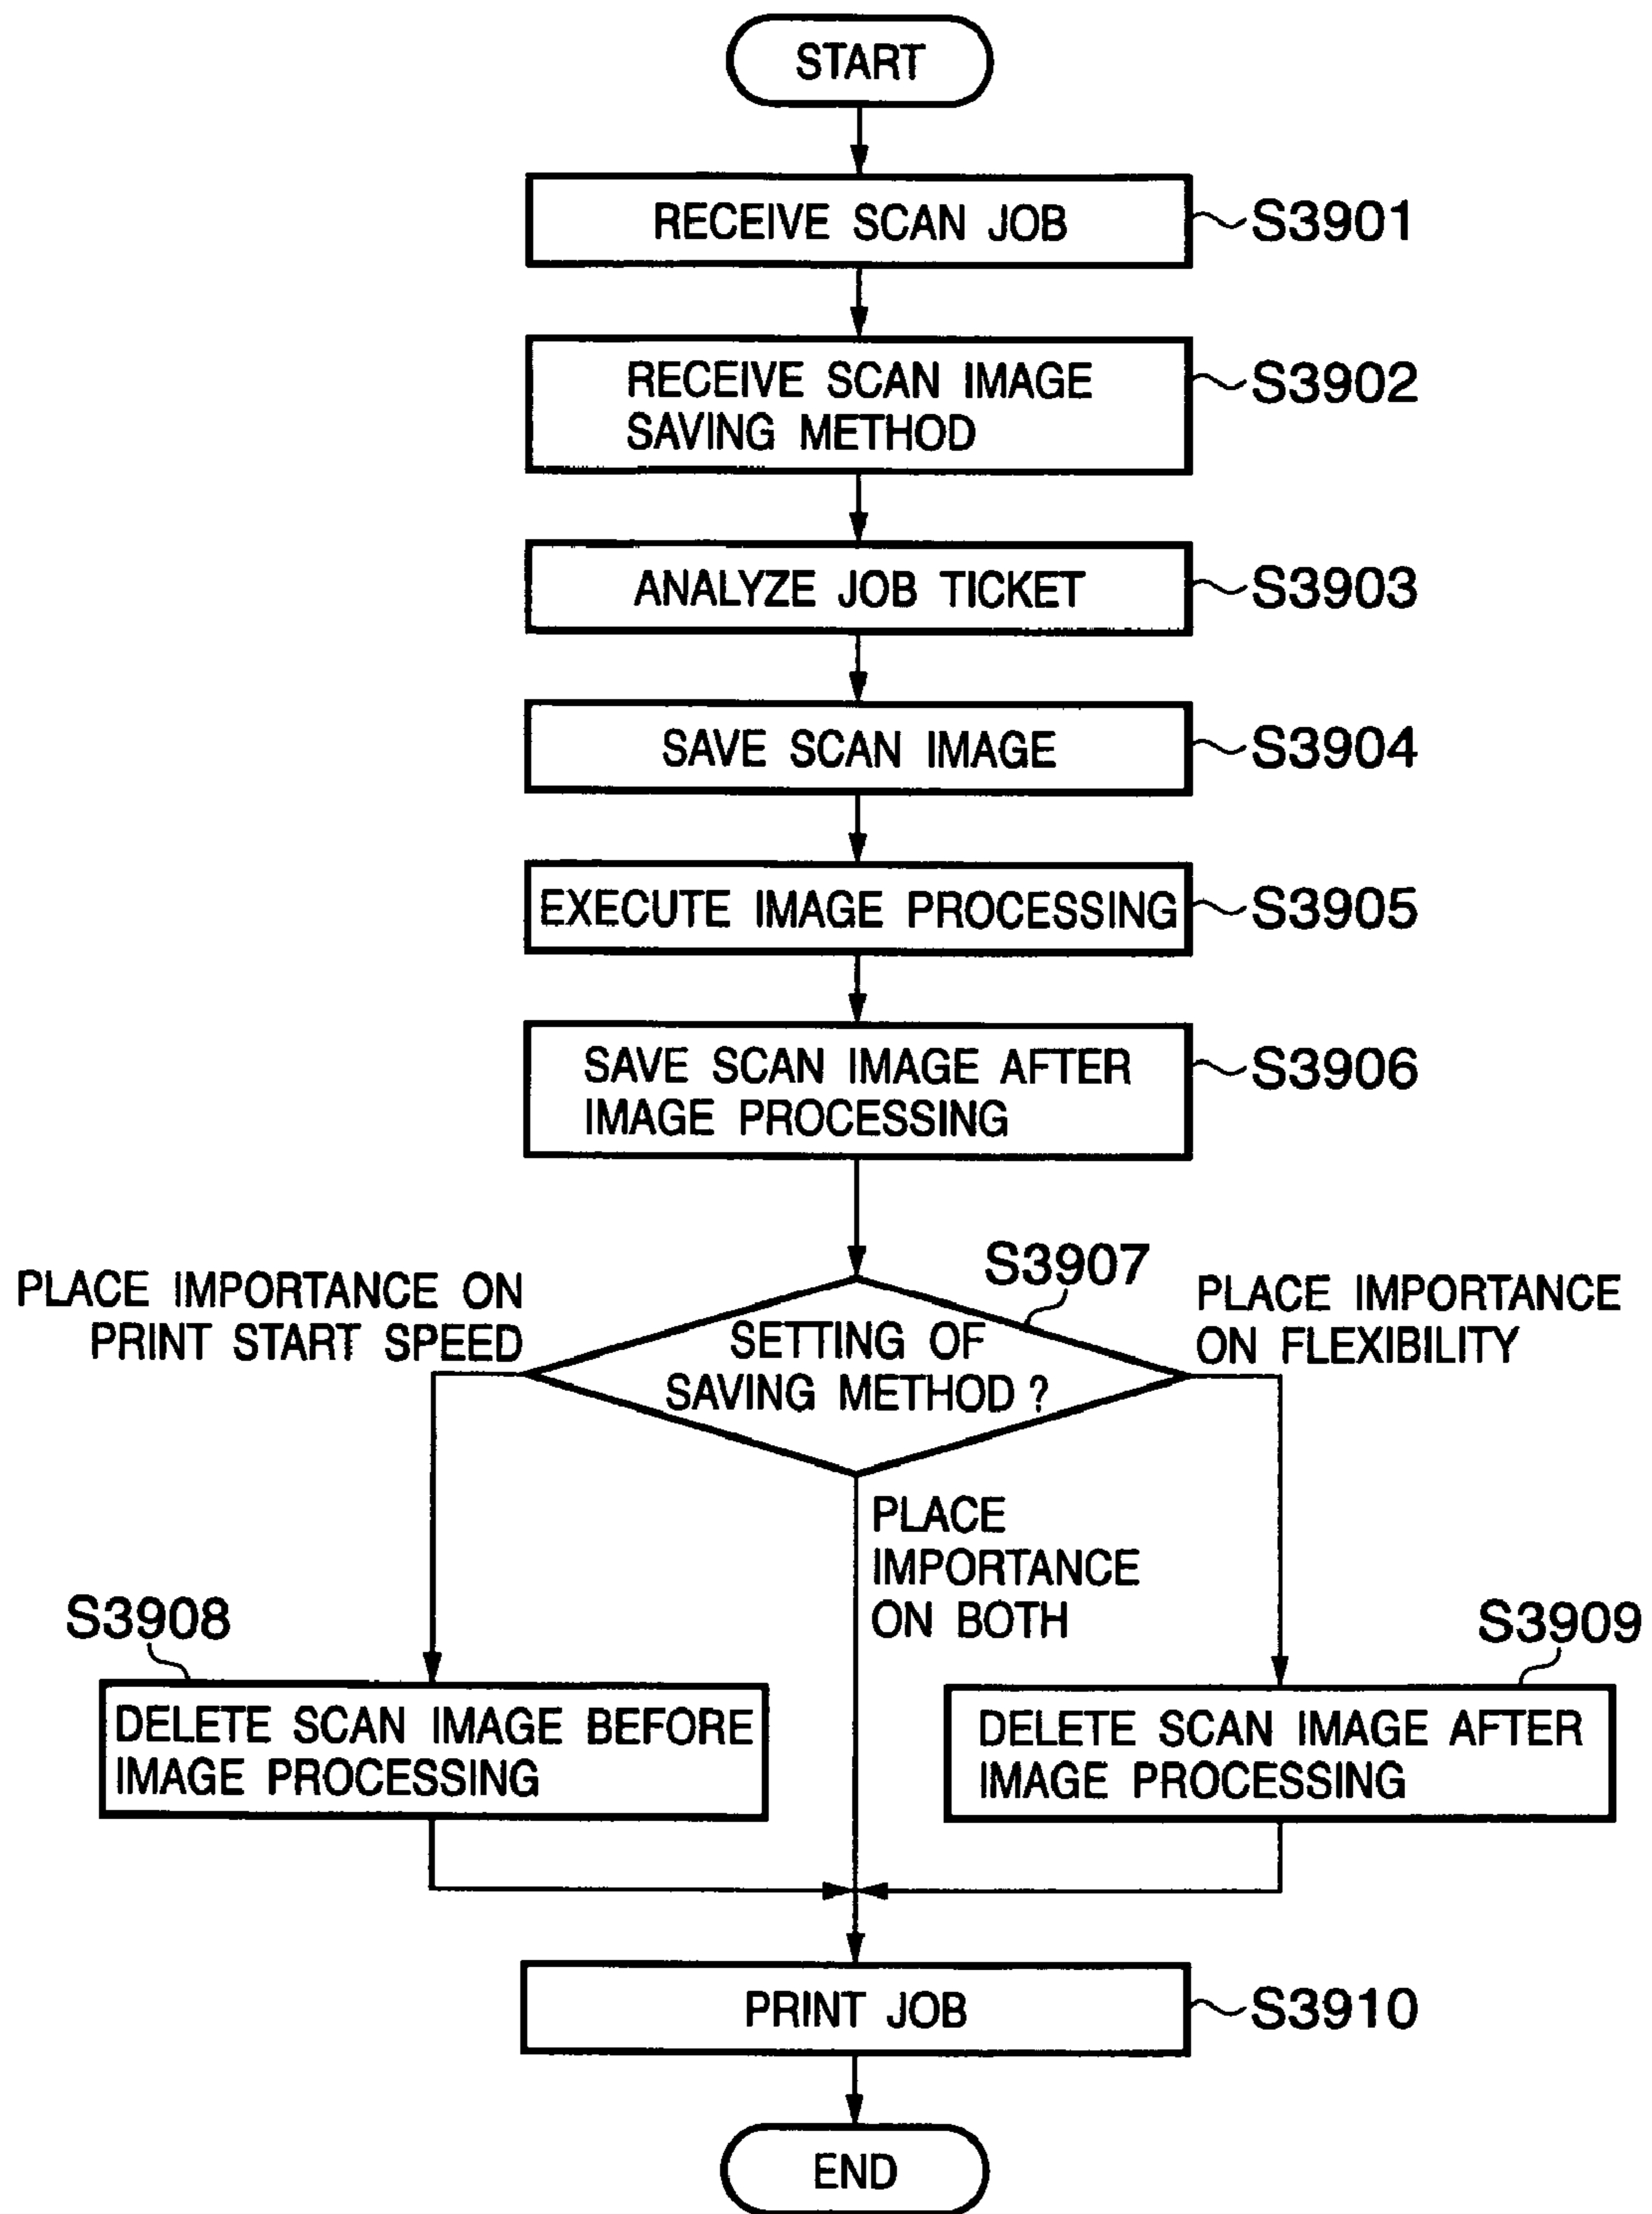 START
RECEIVE SCAN JOB
S3901
RECEIVE SCAN IMAGE
SAVING METHOD
S3902
ANALYZE JOB TICKET
S3903
SAVE SCAN IMAGE
S3904
EXECUTE IMAGE PROCESSING
S3905
SAVE SCAN IMAGE AFTER
IMAGE PROCESSING
S3906
S3907
PLACE IMPORTANCE ON
PRINT START SPEED
SETTING OF
SAVING METHOD ?
PLACE IMPORTANCE
ON FLEXIBILITY
PLACE
IMPORTANCE
ON BOTH
S3908
DELETE SCAN IMAGE BEFORE
IMAGE PROCESSING
S3909
DELETE SCAN IMAGE AFTER
IMAGE PROCESSING
PRINT JOB
S3910
END